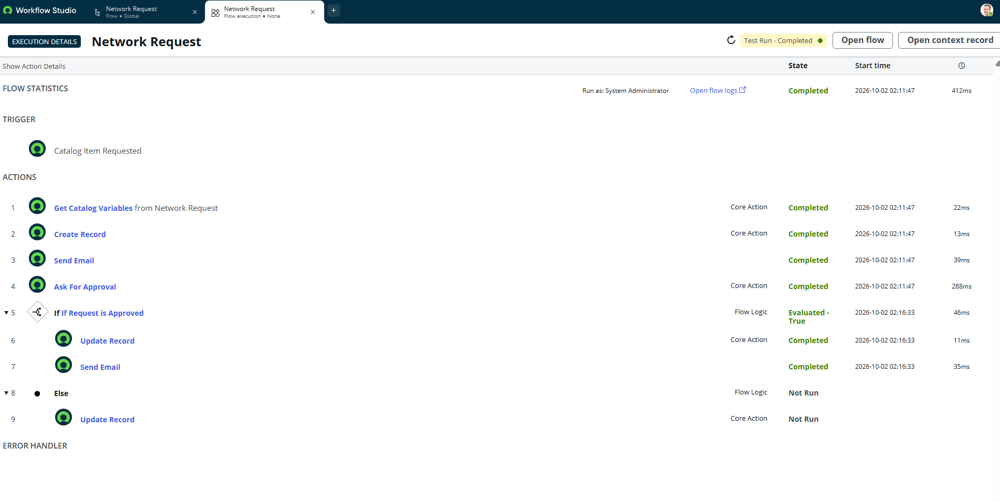 Workflow Studio
Network Request
Flow • Global
Network Request
Flow execution • None
EXECUTION DETAILS
Network Request
Test Run - Completed
Open flow
Open context record
Show Action Details
State
Start time
FLOW STATISTICS
Run as: System Administrator
Open flow logs
Completed
2026-10-02 02:11:47
412ms
TRIGGER
Catalog Item Requested
ACTIONS
1 Get Catalog Variables from Network Request Core Action Completed 2026-10-02 02:11:47 22ms
2 Create Record Core Action Completed 2026-10-02 02:11:47 13ms
3 Send Email Completed 2026-10-02 02:11:47 39ms
4 Ask For Approval Core Action Completed 2026-10-02 02:11:47 288ms
5 If If Request is Approved Flow Logic Evaluated - True 2026-10-02 02:16:33 46ms
6 Update Record Core Action Completed 2026-10-02 02:16:33 11ms
7 Send Email Completed 2026-10-02 02:16:33 35ms
8 Else Flow Logic Not Run
9 Update Record Core Action Not Run
ERROR HANDLER